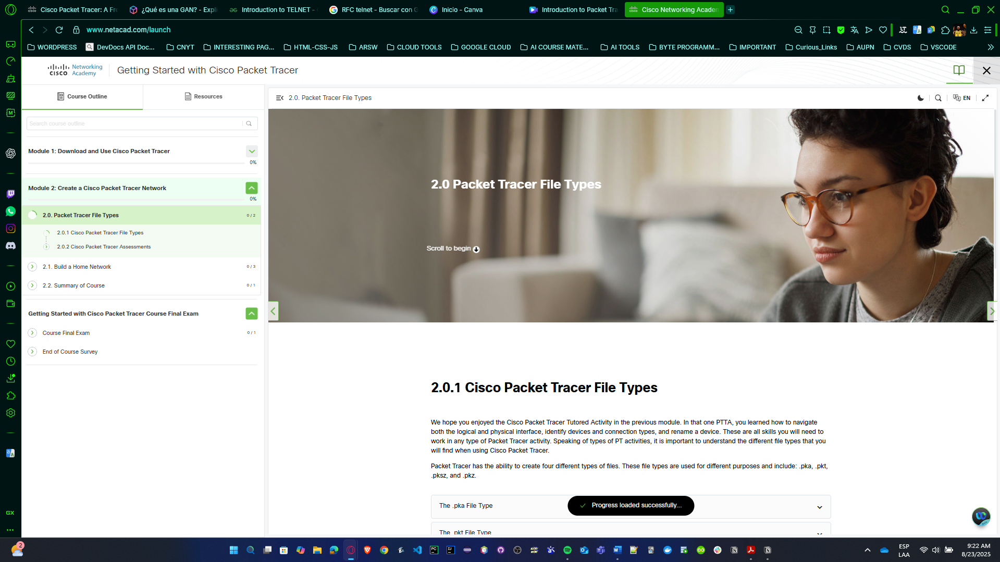 Cisco Packet Tracer: A Fre
¿Qué es una GAN? - Expli
Introduction to TELNET -
RFC telnet - Buscar con G
Inicio - Canva
Introduction to Packet Tra
Cisco Networking Academ
www.netacad.com/launch
WORDPRESS
DevDocs API Doc...
CNYT
INTERESTING PAG...
HTML-CSS-JS
ARSW
CLOUD TOOLS
GOOGLE CLOUD
AI COURSE MATE...
AI TOOLS
BYTE PROGRAMM...
IMPORTANT
Curious_Links
AUPN
CVDS
VSCODE
CISCO Networking Academy
Getting Started with Cisco Packet Tracer
Course Outline
Resources
2.0. Packet Tracer File Types
EN
Search course outline
Module 1: Download and Use Cisco Packet Tracer
0%
Module 2: Create a Cisco Packet Tracer Network
0%
2.0. Packet Tracer File Types
0 / 2
2.0.1 Cisco Packet Tracer File Types
2.0.2 Cisco Packet Tracer Assessments
2.1. Build a Home Network
0 / 3
2.2. Summary of Course
0 / 1
Getting Started with Cisco Packet Tracer Course Final Exam
Course Final Exam
0 / 1
End of Course Survey
2.0 Packet Tracer File Types
Scroll to begin
2.0.1 Cisco Packet Tracer File Types
We hope you enjoyed the Cisco Packet Tracer Tutored Activity in the previous module. In that one PTTA, you learned how to navigate
both the logical and physical interface, identify devices and connection types, and rename a device. These are all skills you will need to
work in any type of Packet Tracer activity. Speaking of types of PT activities, it is important to understand the different file types that you
will find when using Cisco Packet Tracer.
Packet Tracer has the ability to create four different types of files. These file types are used for different purposes and include: .pka, .pkt,
.pksz, and .pkz.
The .pka File Type
Progress loaded successfully...
The .pkt File Type
GX
2
ESP
LAA
9:22 AM
8/23/2025